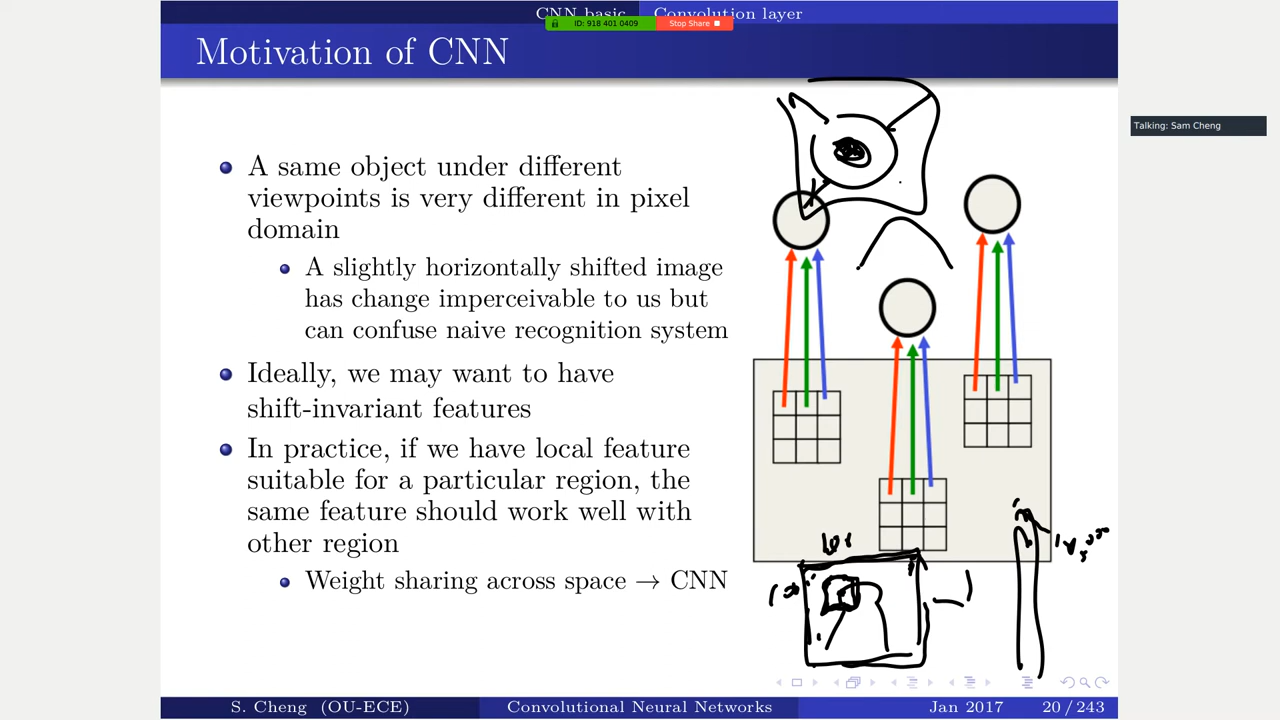 CNN basic Convolution layer
ID: 918 401 0409 Stop Share
Motivation of CNN
Talking: Sam Cheng
A same object under different
viewpoints is very different in pixel
domain
A slightly horizontally shifted image
has change imperceivable to us but
can confuse naive recognition system
Ideally, we may want to have
shift-invariant features
In practice, if we have local feature
suitable for a particular region, the
same feature should work well with
other region
Weight sharing across space → CNN
S. Cheng (OU-ECE) Convolutional Neural Networks Jan 2017 20 / 243